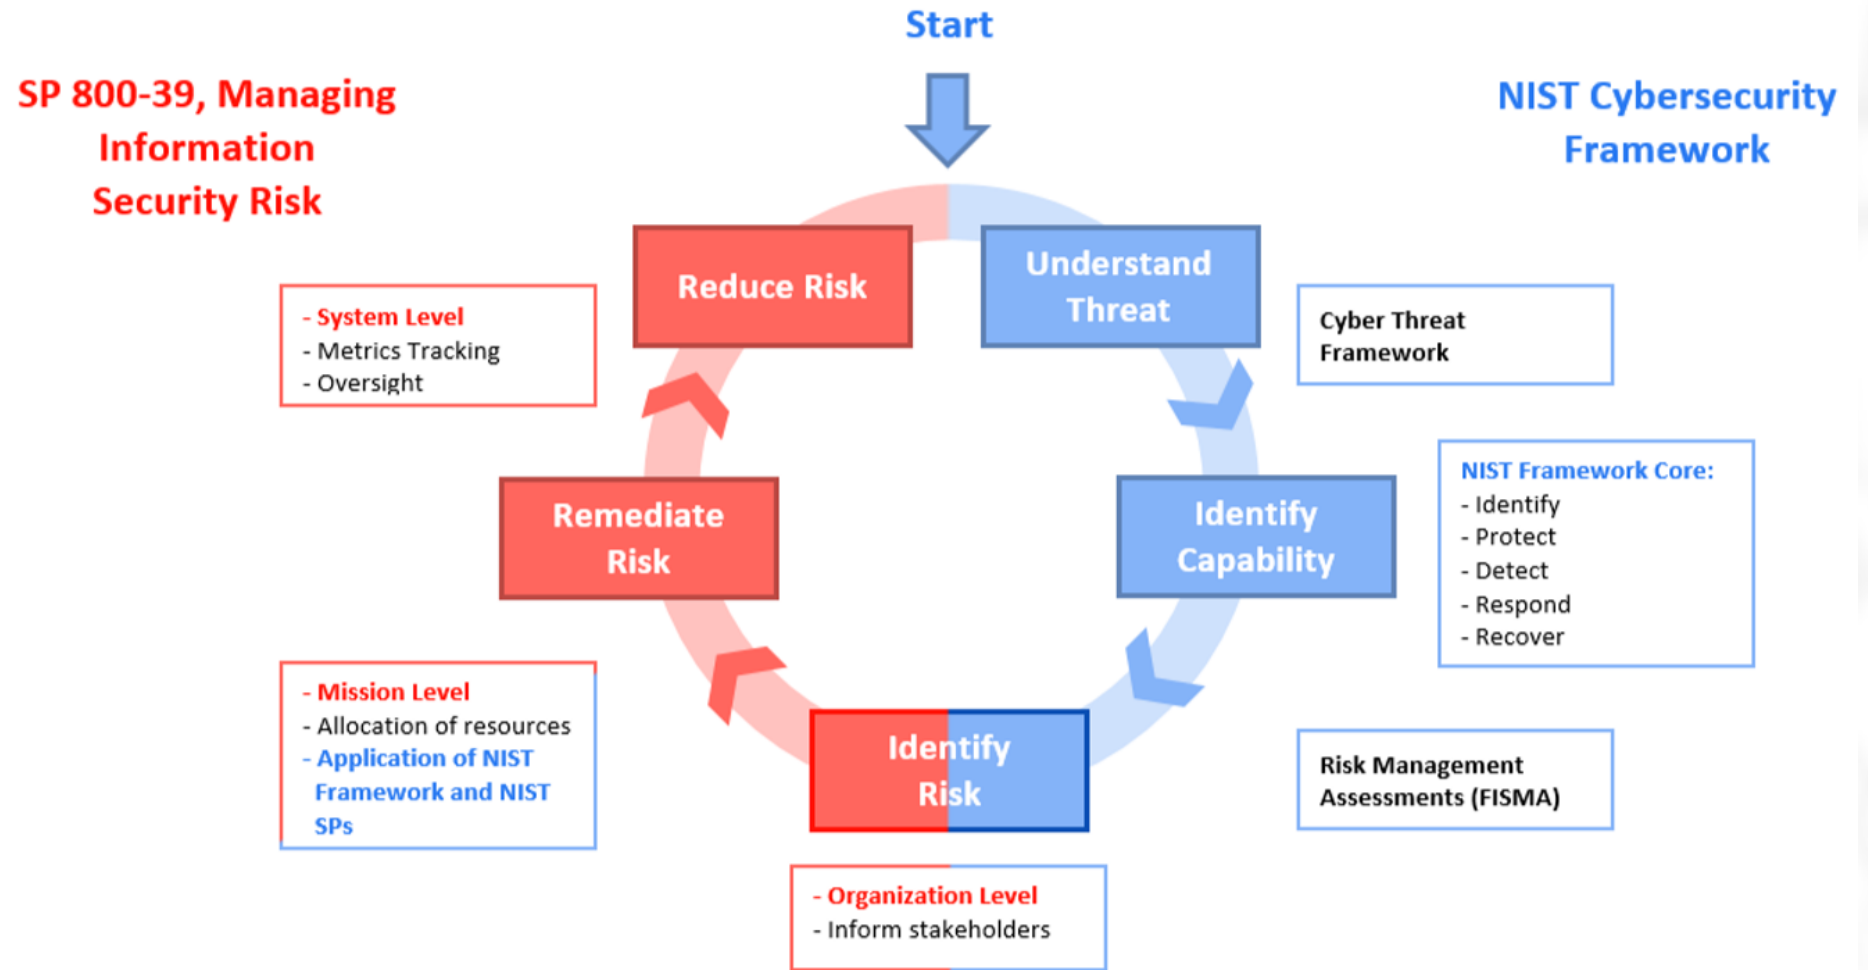 Start
SP 800-39, Managing
Information
Security Risk
NIST Cybersecurity
Framework
Reduce Risk
Understand
Threat
- System Level
- Metrics Tracking
- Oversight
Cyber Threat
Framework
Remediate
Risk
Identify
Capability
NIST Framework Core:
- Identify
- Protect
- Detect
- Respond
- Recover
- Mission Level
- Allocation of resources
- Application of NIST
Framework and NIST
SPs
Identify
Risk
Risk Management
Assessments (FISMA)
- Organization Level
- Inform stakeholders